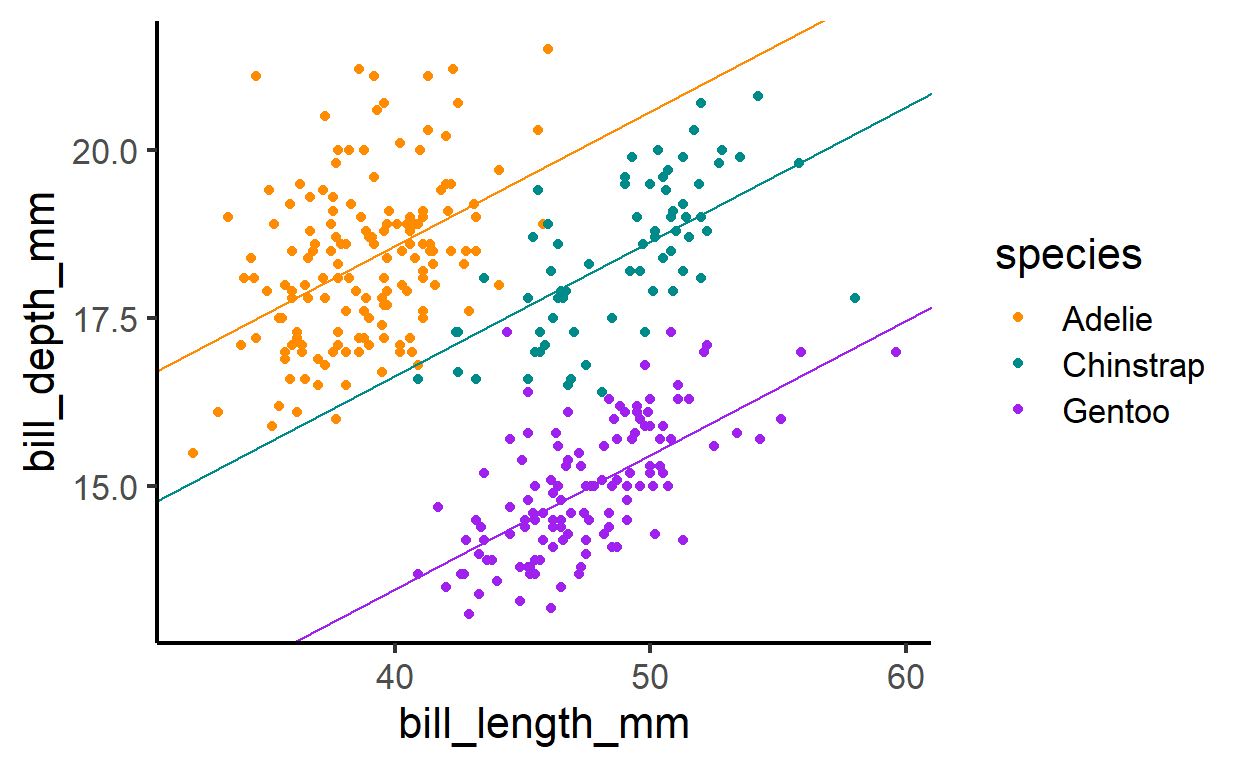 bill_depth_mm
20.0
17.5
15.0
40 50 60
bill_length_mm
species
Adelie
Chinstrap
Gentoo